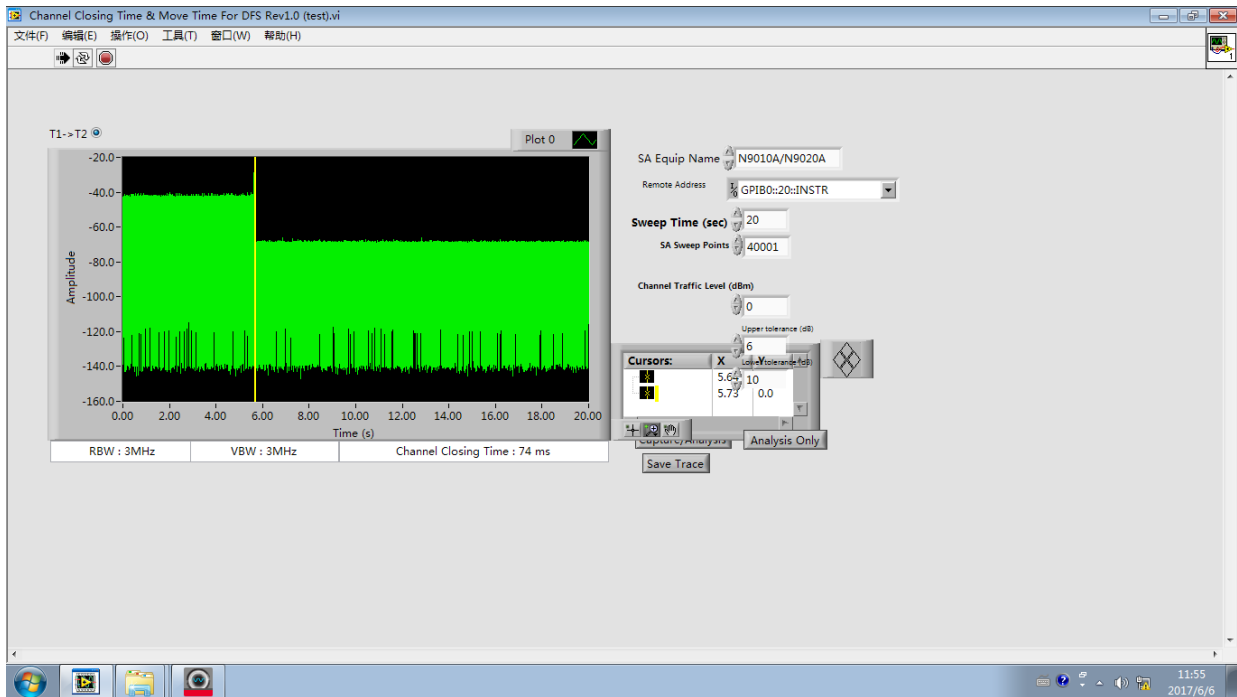 Channel Closing Time & Move Time For DFS Rev1.0 (test).vi
文件(F) 编辑(E) 操作(O) 工具(T) 窗口(W) 帮助(H)
1
T1->T2
Plot 0
-20.0
-40.0
-60.0
-80.0
-100.0
-120.0
-140.0
-160.0
Amplitude
0.00 2.00 4.00 6.00 8.00 10.00 12.00 14.00 16.00 18.00 20.00
Time (s)
RBW : 3MHz VBW : 3MHz Channel Closing Time : 74 ms
SA Equip Name N9010A/N9020A
Remote Address GPIB0::20::INSTR
Sweep Time (sec) 20
SA Sweep Points 40001
Channel Traffic Level (dBm)
0
Upper tolerance (dB)
6
Cursors: X Y
Lower tolerance (dB)
10
5.73 0.0
Capture/Analysis Analysis Only
Save Trace
11:55
2017/6/6